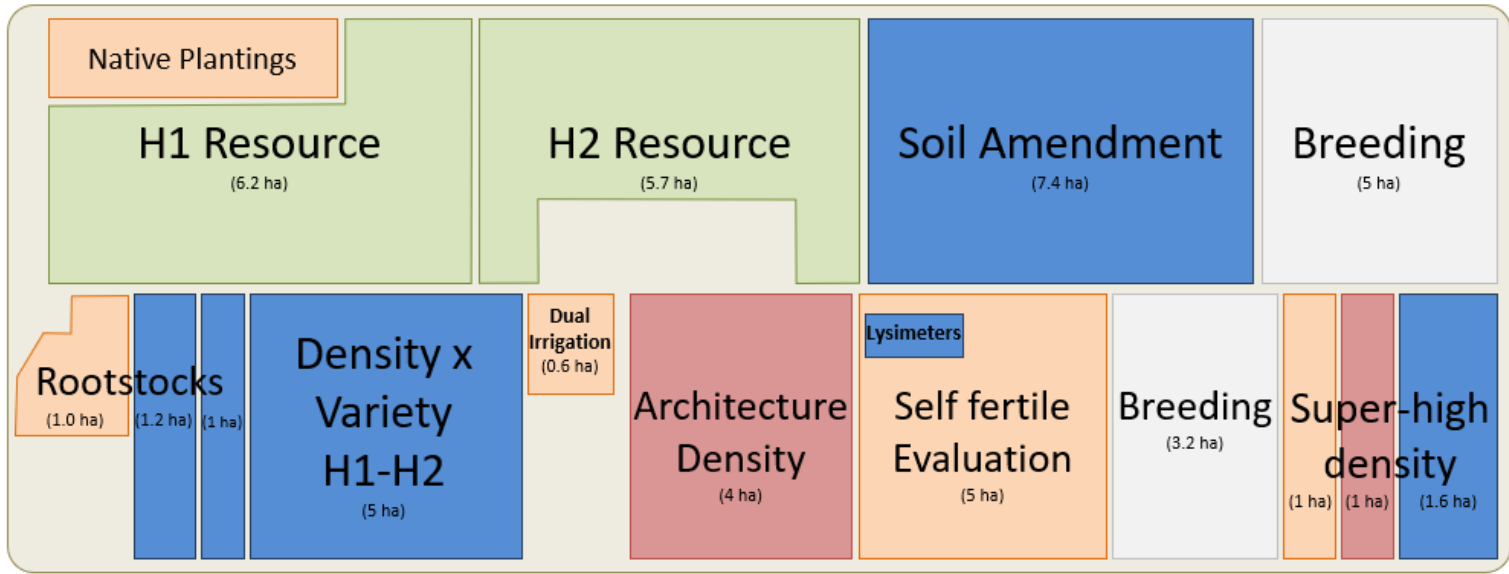 Native Plantings
H1 Resource
(6.2 ha)
H2 Resource
(5.7 ha)
Soil Amendment
(7.4 ha)
Breeding
(5 ha)
Rootstocks
(1.0 ha)
(1.2 ha)
(1 ha)
Density x
Variety
H1-H2
(5 ha)
Dual
Irrigation
(0.6 ha)
Architecture
Density
(4 ha)
Lysimeters
Self fertile
Evaluation
(5 ha)
Breeding
(3.2 ha)
Super-high
density
(1 ha)
(1 ha)
(1.6 ha)